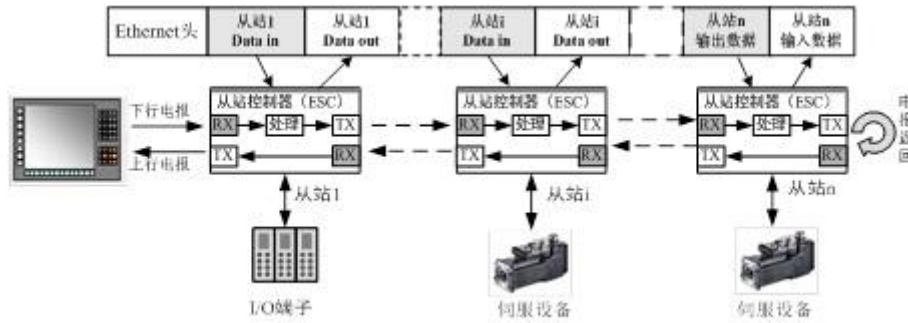 Ethernet头
从站1
Data in
从站1
Data out
从站i
Data in
从站i
Data out
从站n
输出数据
从站n
输入数据
下行电报
上行电报
从站控制器（ESC）
RX 处理 TX
TX RX
从站控制器（ESC）
RX 处理 TX
TX RX
从站控制器（ESC）
RX 处理 TX
TX RX
电报返回
从站1
从站i
从站n
I/O端子
伺服设备
伺服设备